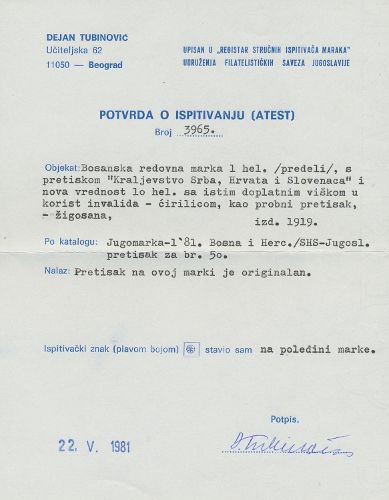 DEJAN TUBINOVIC
Učiteljska 62
11050 — Beograd
UPISAN U „REGISTAR STRUČNIH ISPITIVAČA MARAKA"
UDRUŽENJA FILATELISTIČKIH SAVEZA JUGOSLAVIJE
POTVRDA O ISPITIVANJU (ATEST)
Broj 3965.
Objekat: Bosanska redovna marka 1 hel. /predeli/, s
pretiskom "Kraljevstvo Srba, Hrvata i Slovenaca" i
nova vrednost lo hel. sa istim doplatnim viškom u
korist invalida - ćirilicom, kao probni pretisak,
-žigosana, izd. 1919.
Po katalogu: Jugomarka-1'81. Bosna i Herc./SHS-Jugosl.
pretisak za br. 5o.
Nalaz: Pretisak na ovoj marki je originalan.
Ispitivački znak (plavom bojom) stavio sam na poleđini marke.
Potpis.
22. V. 1981